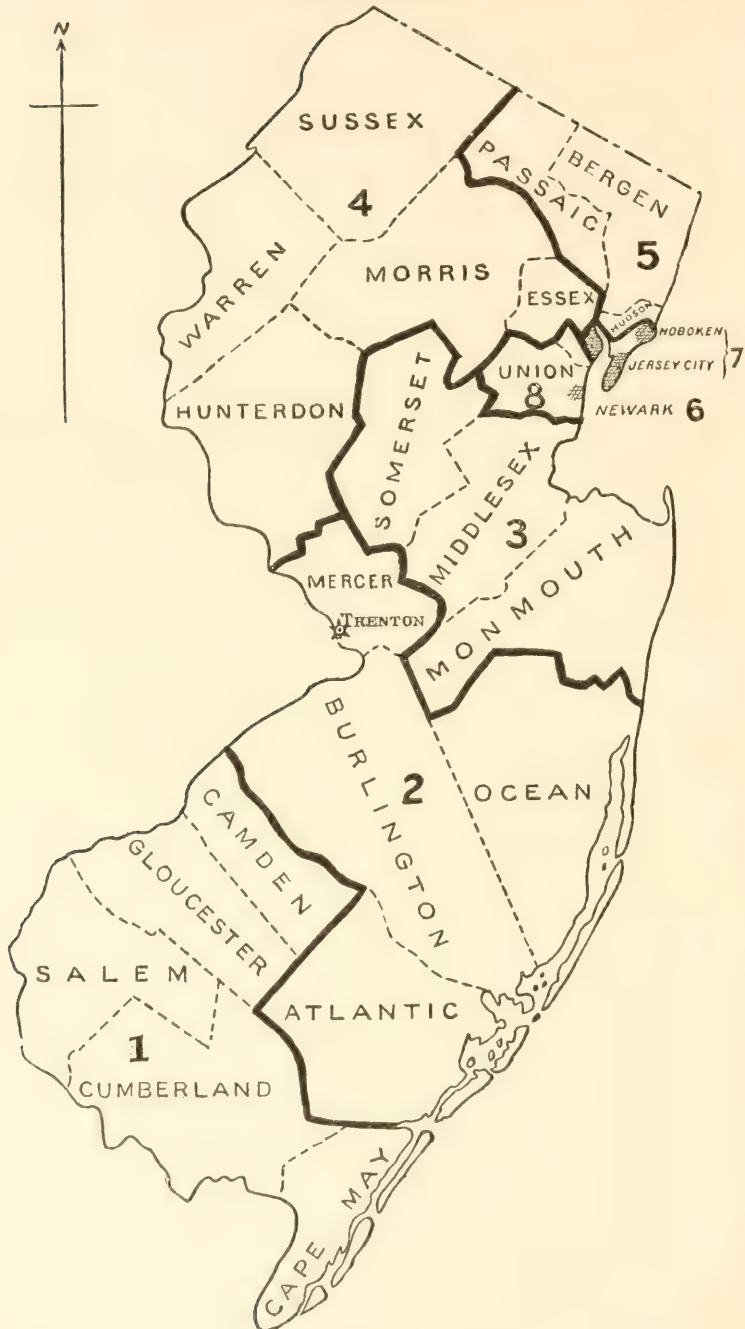 N
SUSSEX
PASSAIC
BERGEN
4
5
WARREN
MORRIS
ESSEX
HUDSON
HOBOKEN
JERSEY CITY
7
UNION
8
NEWARK 6
HUNTERDON
SOMERSET
MIDDLESEX
3
MONMOUTH
MERCER
TRENTON
BURLINGTON
2
OCEAN
CAMDEN
GLOUCESTER
SALEM
ATLANTIC
1
CUMBERLAND
CAPE MAY